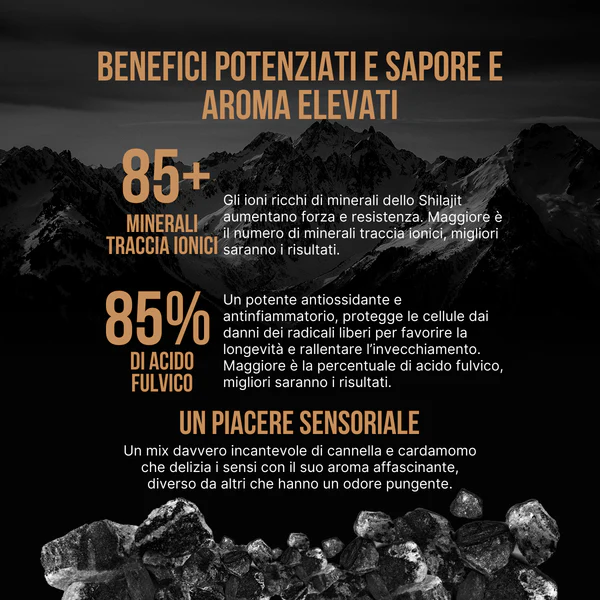 BENEFICI POTENZIATI E SAPORE E
AROMA ELEVATI
85+
MINERALI
TRACCIA IONICI
Gli ioni ricchi di minerali dello Shilajit
aumentano forza e resistenza. Maggiore è
il numero di minerali traccia ionici, migliori
saranno i risultati.
85%
DI ACIDO
FULVICO
Un potente antiossidante e
antinfiammatorio, protegge le cellule dai
danni dei radicali liberi per favorire la
longevità e rallentare l'invecchiamento.
Maggiore è la percentuale di acido fulvico,
migliori saranno i risultati.
UN PIACERE SENSORIALE
Un mix davvero incantevole di cannella e cardamomo
che delizia i sensi con il suo aroma affascinante,
diverso da altri che hanno un odore pungente.